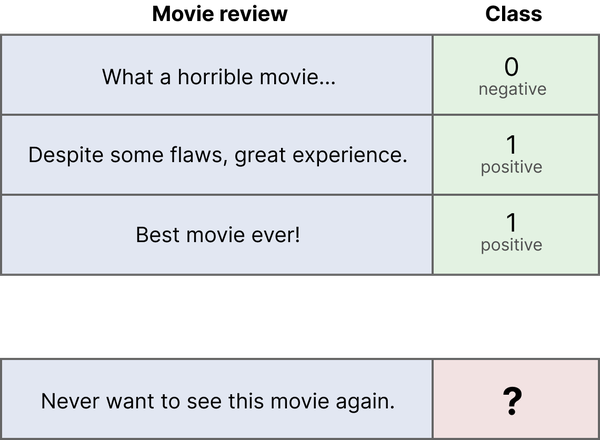 Movie review Class
What a horrible movie... 0
negative
Despite some flaws, great experience. 1
positive
Best movie ever! 1
positive
Never want to see this movie again. ?